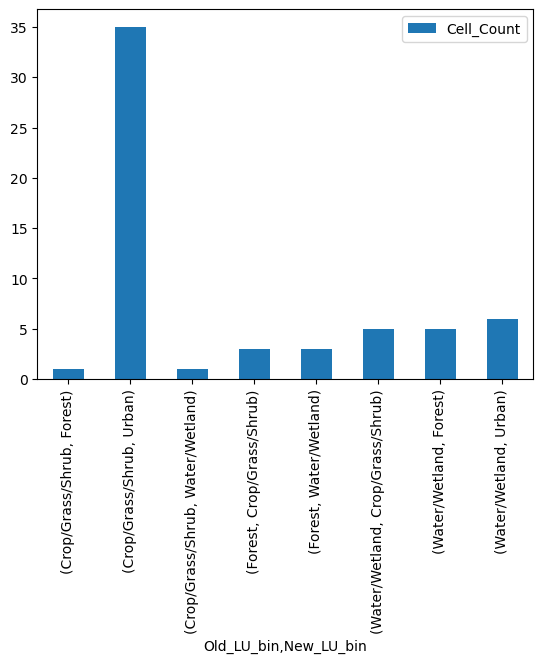 Cell_Count
35
30
25
20
15
10
5
0
(Crop/Grass/Shrub, Forest)
(Crop/Grass/Shrub, Urban)
(Crop/Grass/Shrub, Water/Wetland)
(Forest, Crop/Grass/Shrub)
(Forest, Water/Wetland)
(Water/Wetland, Crop/Grass/Shrub)
(Water/Wetland, Forest)
(Water/Wetland, Urban)
Old_LU_bin,New_LU_bin